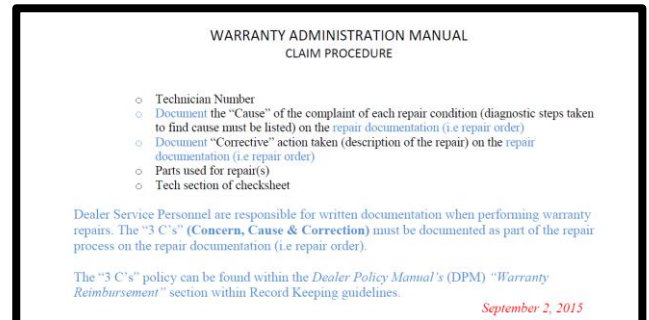 WARRANTY ADMINISTRATION MANUAL
CLAIM PROCEDURE
o Technician Number
o Document the “Cause” of the complaint of each repair condition (diagnostic steps taken
to find cause must be listed) on the repair documentation (i.e repair order)
o Document “Corrective” action taken (description of the repair) on the repair
documentation (i.e repair order)
o Parts used for repair(s)
o Tech section of checksheet
Dealer Service Personnel are responsible for written documentation when performing warranty
repairs. The “3 C’s” (Concern, Cause & Correction) must be documented as part of the repair
process on the repair documentation (i.e repair order).
The “3 C’s” policy can be found within the Dealer Policy Manual’s (DPM) “Warranty
Reimbursement” section within Record Keeping guidelines.
September 2, 2015